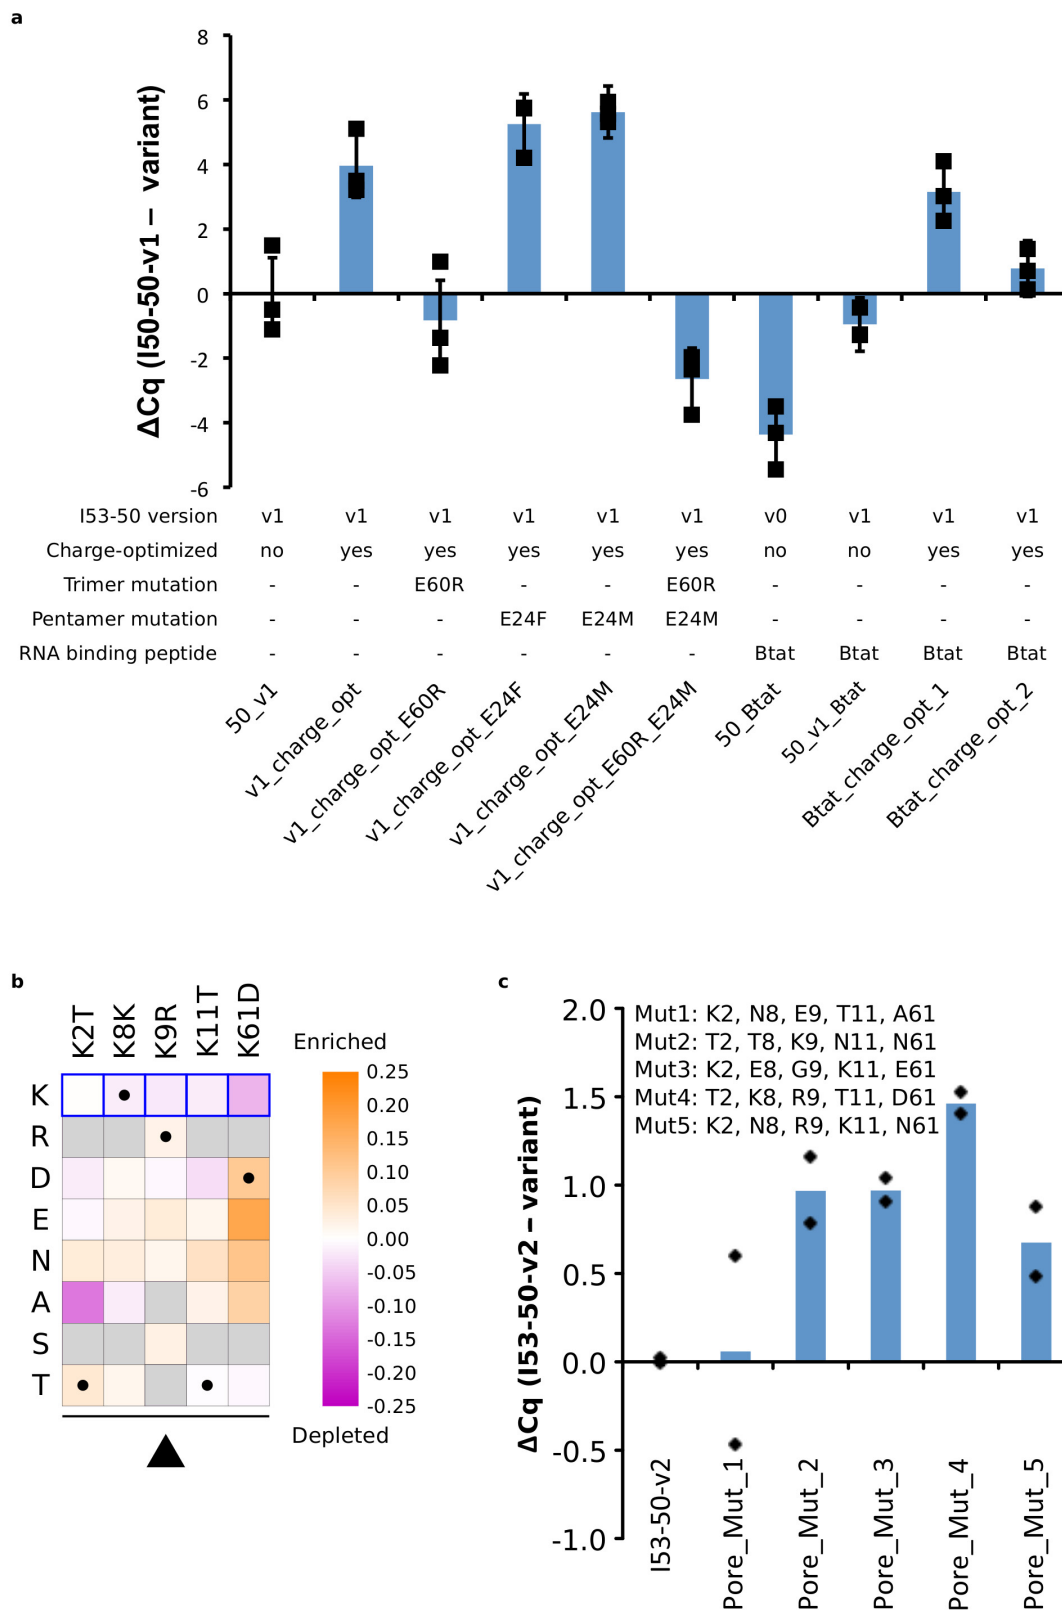 a
ΔCq (I50-50-v1 – variant)
8
6
4
2
0
-2
-4
-6
I53-50 version v1 v1 v1 v1 v1 v1 v0 v1 v1 v1
Charge-optimized no yes yes yes yes yes no no yes yes
Trimer mutation - - E60R - - E60R - - - -
Pentamer mutation - - - E24F E24M E24M - - - -
RNA binding peptide - - - - - - Btat Btat Btat Btat
50_v1
v1_charge_opt
v1_charge_opt_E60R
v1_charge_opt_E24F
v1_charge_opt_E24M
v1_charge_opt_E60R_E24M
50_Btat
50_v1_Btat
Btat_charge_opt_1
Btat_charge_opt_2
b
K2T K8K K9R K11T K61D
K
R
D
E
N
A
S
T
Enriched
0.25
0.20
0.15
0.10
0.05
0.00
-0.05
-0.10
-0.15
-0.20
-0.25
Depleted
c
ΔCq (I53-50-v2 – variant)
2.0
1.5
1.0
0.5
0.0
-0.5
-1.0
Mut1: K2, N8, E9, T11, A61
Mut2: T2, T8, K9, N11, N61
Mut3: K2, E8, G9, K11, E61
Mut4: T2, K8, R9, T11, D61
Mut5: K2, N8, R9, K11, N61
I53-50-v2
Pore_Mut_1
Pore_Mut_2
Pore_Mut_3
Pore_Mut_4
Pore_Mut_5